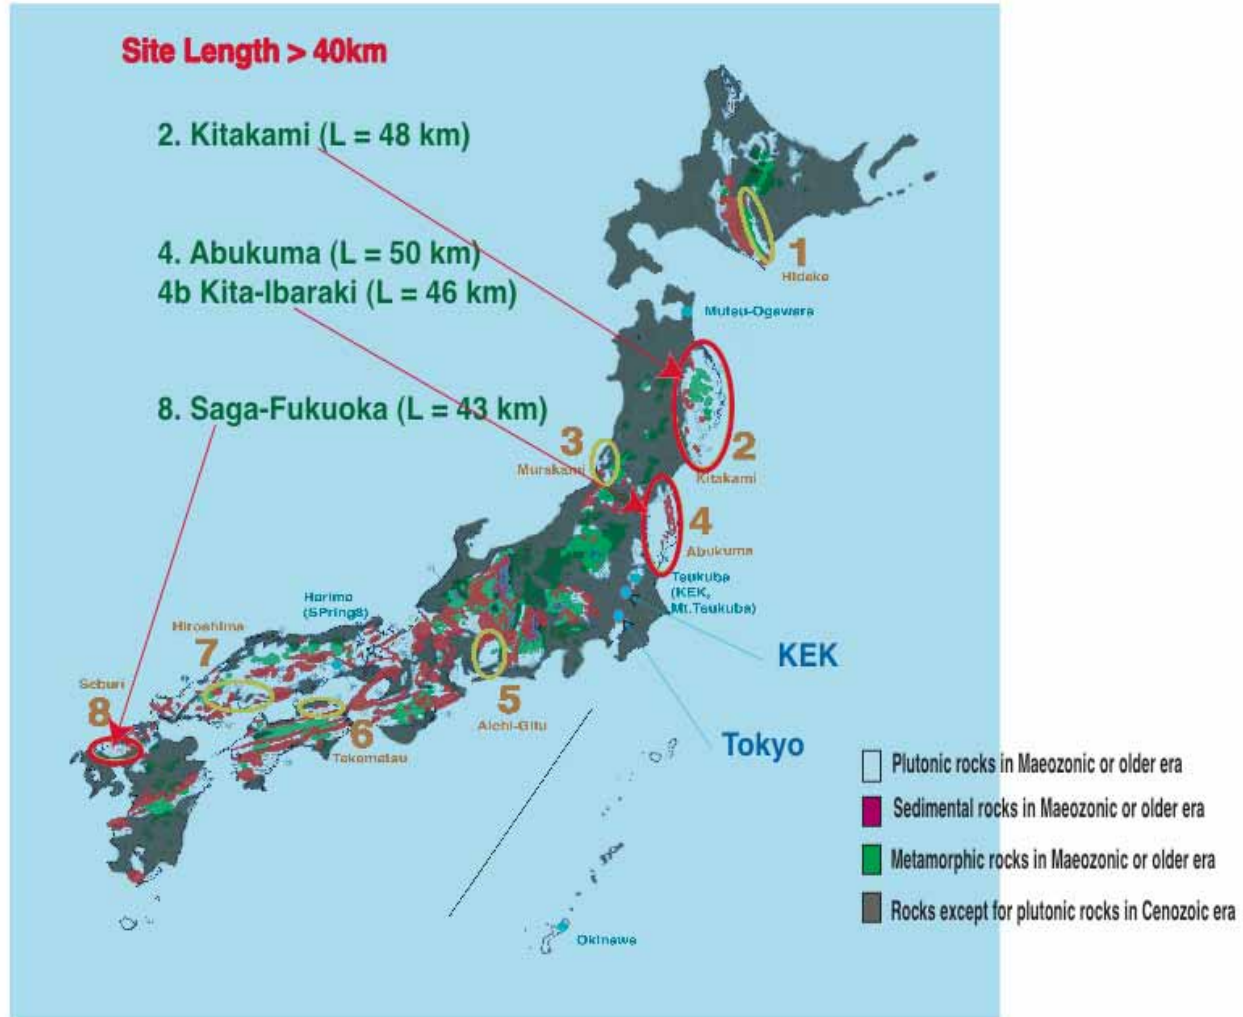 Site Length > 40km
2. Kitakami (L = 48 km)
4. Abukuma (L = 50 km)
4b Kita-Ibaraki (L = 46 km)
8. Saga-Fukuoka (L = 43 km)
1
Hidaka
Mutsu-Ogawara
2
Kitakami
3
Murakami
4
Abukuma
Tsukuba
(KEK,
Mt.Tsukuba)
KEK
Tokyo
Harima
(SPring8)
Hiroshima
7
Seburi
8
5
Aichi-Gifu
6
Takamatsu
Okinawa
Plutonic rocks in Maeozonic or older era
Sedimental rocks in Maeozonic or older era
Metamorphic rocks in Maeozonic or older era
Rocks except for plutonic rocks in Cenozoic era